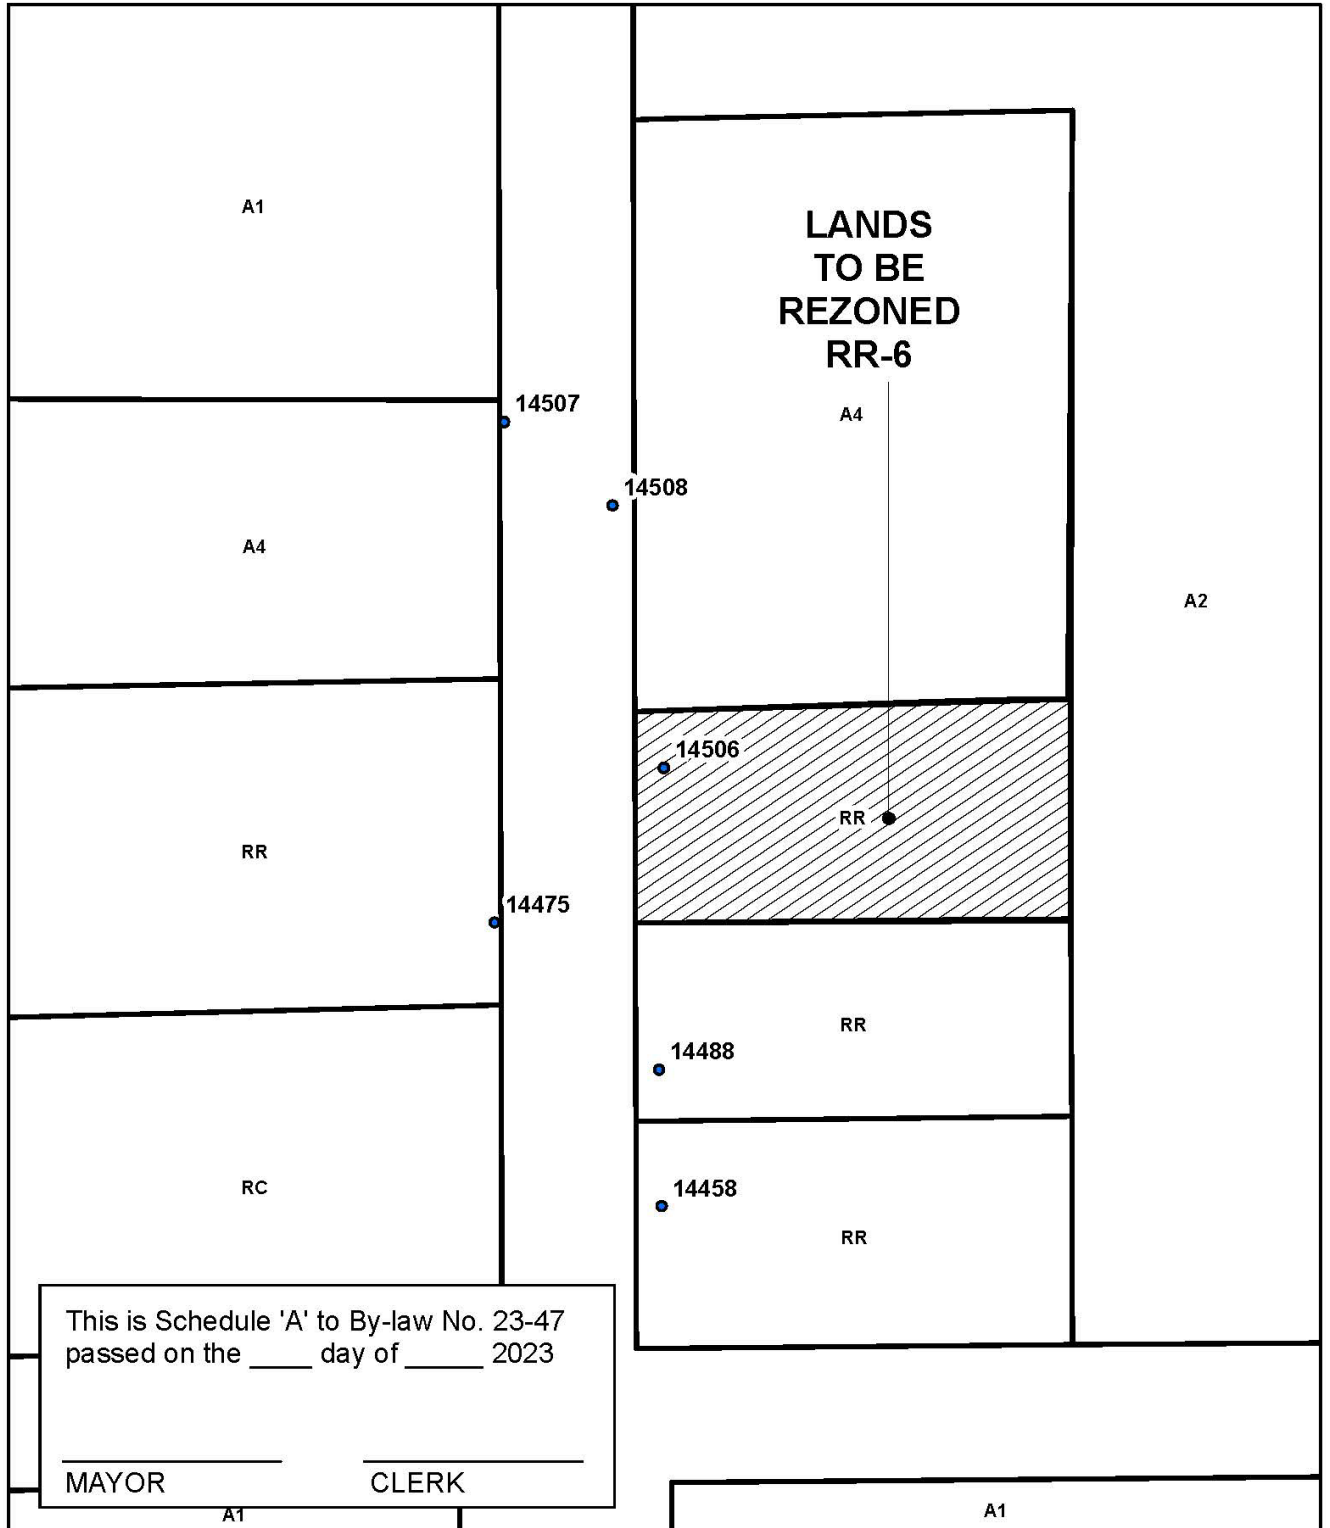 A1
LANDS
TO BE
REZONED
RR-6
14507
A4
14508
A4
A2
14506
RR
RR
14475
RR
14488
RC
14458
RR
This is Schedule 'A' to By-law No. 23-47
passed on the ____ day of _____ 2023
MAYOR CLERK
A1
A1